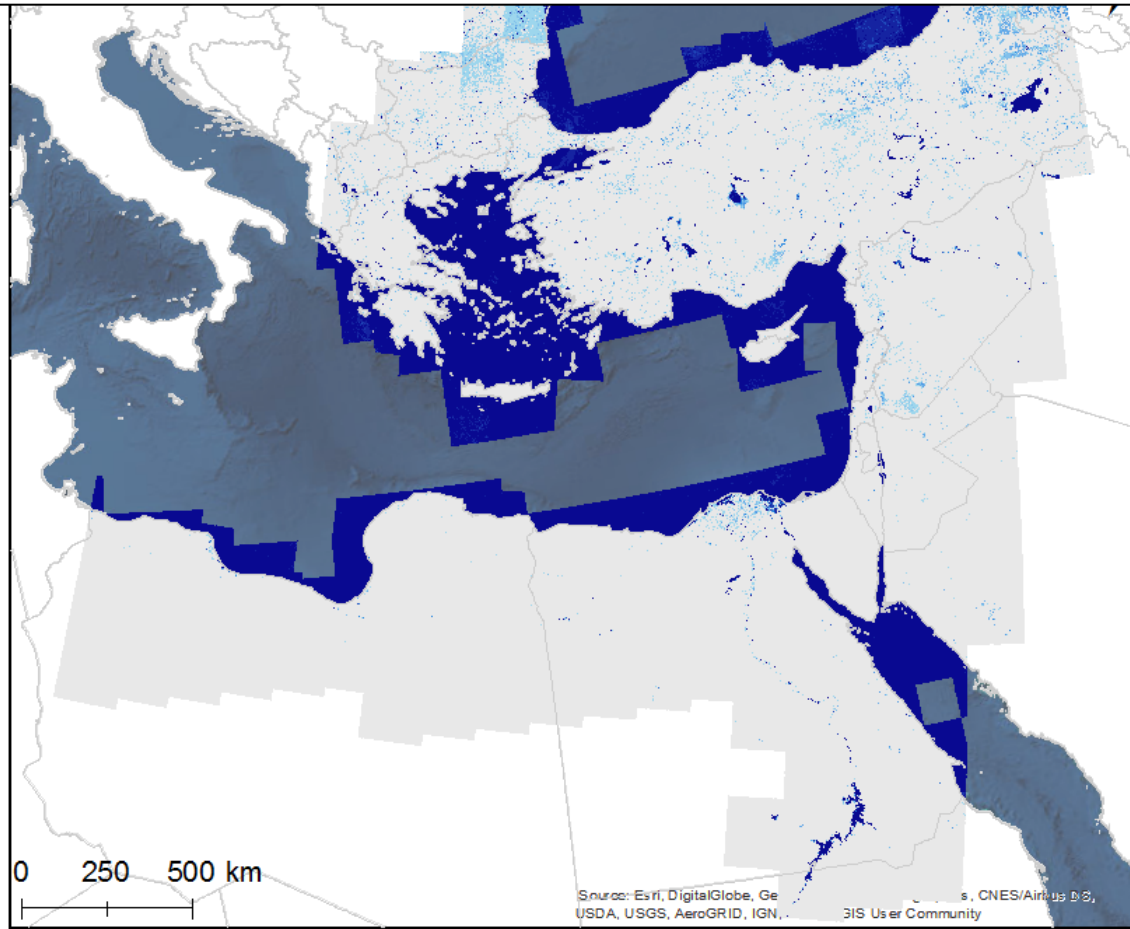 0 250 500 km
Source: Esri, DigitalGlobe, Ge s, CNES/Airbus DS,
USDA, USGS, AeroGRID, IGN, GIS User Community